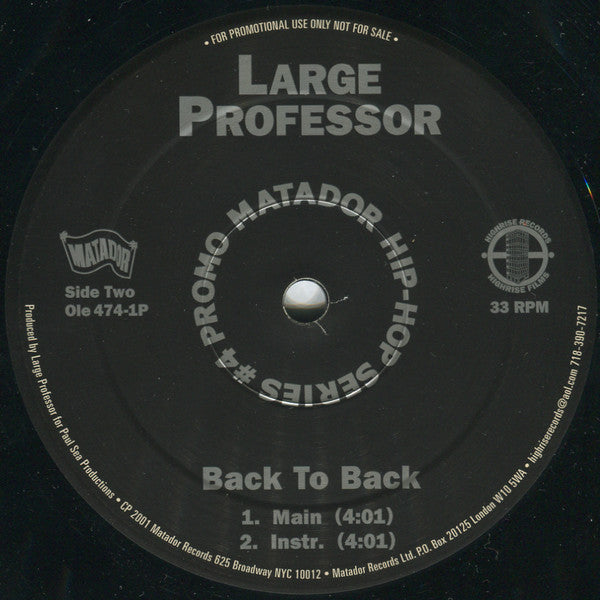 • FOR PROMOTIONAL USE ONLY NOT FOR SALE •
LARGE
PROFESSOR
PROMO MATADOR HIP-HOP SERIES #4
MATADOR
Side Two
Ole 474-1P
HIGHRISE RECORDS
HIGHRISE FILMS
33 RPM
Back To Back
1. Main (4:01)
2. Instr. (4:01)
Produced by Large Professor for Paul Sea Productions • CP 2001 Matador Records 625 Broadway NYC 10012 • Matador Records Ltd. P.O. Box 20125 London W10 5WA • highriserecords@aol.com 718-390-7217